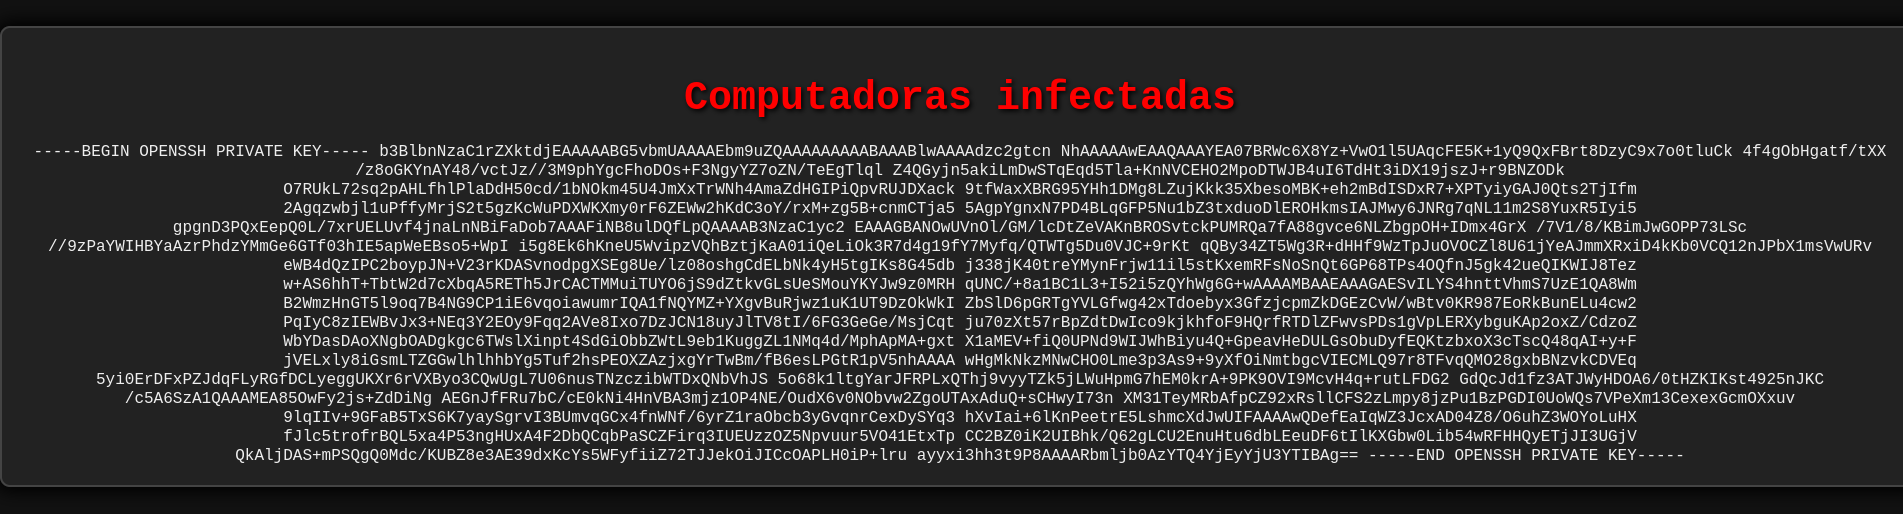 Computadoras infectadas
-----BEGIN OPENSSH PRIVATE KEY----- b3BlbnNzaC1rZXktdjEAAAAABG5vbmUAAAAEbm9uZQAAAAAAAAABAAABlwAAAAdzc2gtcn NhAAAAAwEAAQAAAYEA07BRWc6X8Yz+VwO1l5UAqcFE5K+1yQ9QxFBrt8DzyC9x7o0tluCk 4f4gObHgatf/tXX
/z8oGKYnAY48/vctJz//3M9phYgcFhoDOs+F3NgyYZ7oZN/TeEgTlql Z4QGyjn5akiLmDwSTqEqd5Tla+KnNVCEHO2MpoDTWJB4uI6TdHt3iDX19jszJ+r9BNZODk
O7RUkL72sq2pAHLfhlPlaDdH50cd/1bNOkm45U4JmXxTrWNh4AmaZdHGIPiQpvRUJDXack 9tfWaxXBRG95YHh1DMg8LZujKkk35XbesoMBK+eh2mBdISDxR7+XPTyiyGAJ0Qts2TjIfm
2Agqzwbjl1uPffyMrjS2t5gzKcWuPDXWKXmy0rF6ZEWw2hKdC3oY/rxM+zg5B+cnmCTja5 5AgpYgnxN7PD4BLqGFP5Nu1bZ3txduoDlEROHkmsIAJMwy6JNRg7qNL11m2S8YuxR5Iyi5
gpgnD3PQxEepQ0L/7xrUELUvf4jnaLnNBiFaDob7AAAFiNB8ulDQfLpQAAAAB3NzaC1yc2 EAAAGBANOwUVnOl/GM/lcDtZeVAKnBROSvtckPUMRQa7fA88gvce6NLZbgpOH+IDmx4GrX /7V1/8/KBimJwGOPP73LSc
//9zPaYWIHBYaAzrPhdzYMmGe6GTf03hIE5apWeEBso5+WpI i5g8Ek6hKneU5WvipzVQhBztjKaA01iQeLiOk3R7d4g19fY7Myfq/QTWTg5Du0VJC+9rKt qQBy34ZT5Wg3R+dHHf9WzTpJuOVOCZl8U61jYeAJmmXRxiD4kKb0VCQ12nJPbX1msVwURv
eWB4dQzIPC2boypJN+V23rKDASvnodpgXSEg8Ue/lz08oshgCdELbNk4yH5tgIKs8G45db j338jK40treYMynFrjw11il5stKxemRFsNoSnQt6GP68TPs4OQfnJ5gk42ueQIKWIJ8Tez
w+AS6hhT+TbtW2d7cXbqA5RETh5JrCACTMMuiTUYO6jS9dZtkvGLsUeSMouYKYJw9z0MRH qUNC/+8a1BC1L3+I52i5zQYhWg6G+wAAAAMBAAEAAAGAESvILYS4hnttVhmS7UzE1QA8Wm
B2WmzHnGT5l9oq7B4NG9CP1iE6vqoiawumrIQA1fNQYMZ+YXgvBuRjwz1uK1UT9DzOkWkI ZbSlD6pGRTgYVLGfwg42xTdoebyx3GfzjcpmZkDGEzCvW/wBtv0KR987EoRkBunELu4cw2
PqIyC8zIEWBvJx3+NEq3Y2EOy9Fqq2AVe8Ixo7DzJCN18uyJlTV8tI/6FG3GeGe/MsjCqt ju70zXt57rBpZdtDwIco9kjkhfoF9HQrfRTDlZFwvsPDs1gVpLERXybguKAp2oxZ/CdzoZ
WbYDasDAoXNgbOADgkgc6TWslXinpt4SdGiObbZWtL9eb1KuggZL1NMq4d/MphApMA+gxt X1aMEV+fiQ0UPNd9WIJWhBiyu4Q+GpeavHeDULGsObuDyfEQKtzbxoX3cTscQ48qAI+y+F
jVELxly8iGsmLTZGGwlhlhhbYg5Tuf2hsPEOXZAzjxgYrTwBm/fB6esLPGtR1pV5nhAAAA wHgMkNkzMNwCHO0Lme3p3As9+9yXfOiNmtbgcVIECMLQ97r8TFvqQMO28gxbBNzvkCDVEq
5yi0ErDFxPZJdqFLyRGfDCLyeggUKXr6rVXByo3CQwUgL7U06nusTNzczibWTDxQNbVhJS 5o68k1ltgYarJFRPLxQThj9vyyTZk5jLWuHpmG7hEM0krA+9PK9OVI9McvH4q+rutLFDG2 GdQcJd1fz3ATJWyHDOA6/0tHZKIKst4925nJKC
/c5A6SzA1QAAAMEA85OwFy2js+ZdDiNg AEGnJfFRu7bC/cE0kNi4HnVBA3mjz1OP4NE/OudX6v0NObvw2ZgoUTAxAduQ+sCHwyI73n XM31TeyMRbAfpCZ92xRsllCFS2zLmpy8jzPu1BzPGDI0UoWQs7VPeXm13CexexGcmOXxuv
9lqIIv+9GFaB5TxS6K7yaySgrvI3BUmvqGCx4fnWNf/6yrZ1raObcb3yGvqnrCexDySYq3 hXvIai+6lKnPeetrE5LshmcXdJwUIFAAAAwQDefEaIqWZ3JcxAD04Z8/O6uhZ3WOYoLuHX
fJlc5trofrBQL5xa4P53ngHUxA4F2DbQCqbPaSCZFirq3IUEUzzOZ5Npvuur5VO41EtxTp CC2BZ0iK2UIBhk/Q62gLCU2EnuHtu6dbLEeuDF6tIlKXGbw0Lib54wRFHHQyETjJI3UGjV
QkAljDAS+mPSQgQ0Mdc/KUBZ8e3AE39dxKcYs5WFyfiiZ72TJJekOiJICcOAPLH0iP+lru ayyxi3hh3t9P8AAAARbmljb0AzYTQ4YjEyYjU3YTIBAg== -----END OPENSSH PRIVATE KEY-----